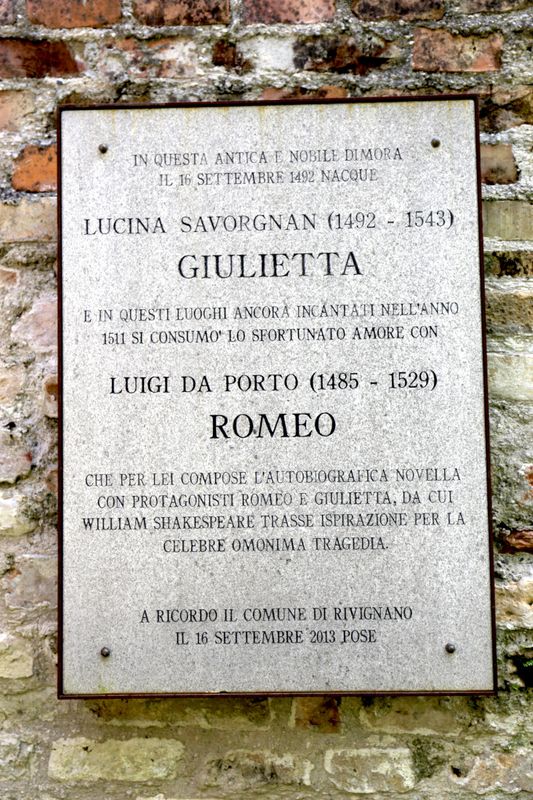 IN QUESTA ANTICA E NOBILE DIMORA
IL 16 SETTEMBRE 1492 NACQUE
LUCINA SAVORGNAN (1492 - 1543)
GIULIETTA
E IN QUESTI LUOGHI ANCORA INCANTATI NELL'ANNO
1511 SI CONSUMO' LO SFORTUNATO AMORE CON
LUIGI DA PORTO (1485 - 1529)
ROMEO
CHE PER LEI COMPOSE L'AUTOBIOGRAFICA NOVELLA
CON PROTAGONISTI ROMEO E GIULIETTA, DA CUI
WILLIAM SHAKESPEARE TRASSE ISPIRAZIONE PER LA
CELEBRE OMONIMA TRAGEDIA.
A RICORDO IL COMUNE DI RIVIGNANO
IL 16 SETTEMBRE 2013 POSE